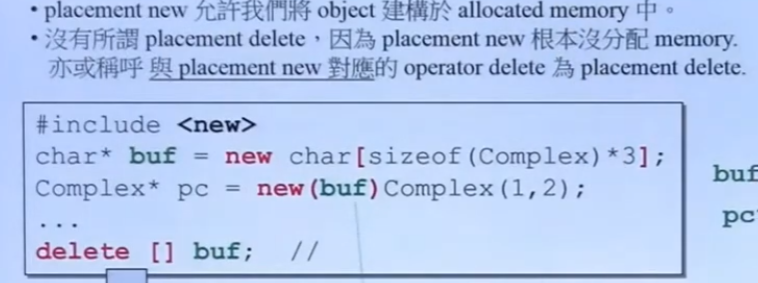 • placement new 允許我們將 object 建構於 allocated memory 中。
• 沒有所謂 placement delete，因為 placement new 根本沒分配 memory.
亦或稱呼 與 placement new 對應的 operator delete 為 placement delete.
#include <new>
char* buf = new char[sizeof(Complex)*3];
Complex* pc = new(buf)Complex(1,2);
...
delete [] buf;  //
buf
pc